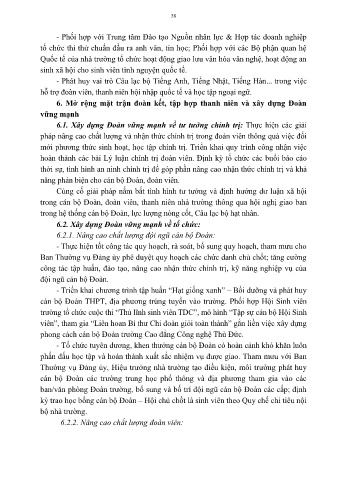 38
- Phối hợp với Trung tâm Đào tạo Nguồn nhân lực & Hợp tác doanh nghiệp
tổ chức thi thử chuẩn đầu ra anh văn, tin học; Phối hợp với các Bộ phận quan hệ
Quốc tế của nhà trường tổ chức hoạt động giao lưu văn hóa văn nghệ, hoạt động an
sinh xã hội cho sinh viên tình nguyện quốc tế.
- Phát huy vai trò Câu lạc bộ Tiếng Anh, Tiếng Nhật, Tiếng Hàn... trong việc
hỗ trợ đoàn viên, thanh niên hội nhập quốc tế và học tập ngoại ngữ.
6. Mở rộng mặt trận đoàn kết, tập hợp thanh niên và xây dựng Đoàn
vững mạnh
6.1. Xây dựng Đoàn vững mạnh về tư tưởng chính trị: Thực hiện các giải
pháp nâng cao chất lượng và nhận thức chính trị trong đoàn viên thông qua việc đổi
mới phương thức sinh hoạt, học tập chính trị. Triển khai quy trình công nhận việc
hoàn thành các bài Lý luận chính trị đoàn viên. Định kỳ tổ chức các buổi báo cáo
thời sự, tình hình an ninh chính trị để góp phần nâng cao nhận thức chính trị và khả
năng phản biện cho cán bộ Đoàn, đoàn viên.
Củng cố giải pháp nắm bắt tình hình tư tưởng và định hướng dư luận xã hội
trong cán bộ Đoàn, đoàn viên, thanh niên nhà trường thông qua hội nghị giao ban
trong hệ thống cán bộ Đoàn, lực lượng nòng cốt, Câu lạc bộ hạt nhân.
6.2. Xây dựng Đoàn vững mạnh về tổ chức:
6.2.1. Nâng cao chất lượng đội ngũ cán bộ Đoàn:
- Thực hiện tốt công tác quy hoạch, rà soát, bổ sung quy hoạch, tham mưu cho
Ban Thường vụ Đảng ủy phê duyệt quy hoạch các chức danh chủ chốt; tăng cường
công tác tập huấn, đào tạo, nâng cao nhận thức chính trị, kỹ năng nghiệp vụ của
đội ngũ cán bộ Đoàn.
- Triển khai chương trình tập huấn “Hạt giống xanh” – Bồi dưỡng và phát huy
cán bộ Đoàn THPT, địa phương trúng tuyển vào trường. Phối hợp Hội Sinh viên
trường tổ chức cuộc thi “Thủ lĩnh sinh viên TDC”, mô hình “Tập sự cán bộ Hội Sinh
viên”, tham gia “Liên hoan Bí thư Chi đoàn giỏi toàn thành” gắn liền việc xây dựng
phong cách cán bộ Đoàn trường Cao đẳng Công nghệ Thủ Đức.
- Tổ chức tuyên dương, khen thưởng cán bộ Đoàn có hoàn cảnh khó khăn luôn
phấn đấu học tập và hoàn thành xuất sắc nhiệm vụ được giao. Tham mưu với Ban
Thường vụ Đảng ủy, Hiệu trưởng nhà trường tạo điều kiện, môi trường phát huy
cán bộ Đoàn các trường trung học phổ thông và địa phương tham gia vào các
ban/văn phòng Đoàn trường, bổ sung và bố trí đội ngũ cán bộ Đoàn các cấp; định
kỳ trao học bổng cán bộ Đoàn – Hội chủ chốt là sinh viên theo Quy chế chi tiêu nội
bộ nhà trường.
6.2.2. Nâng cao chất lượng đoàn viên: